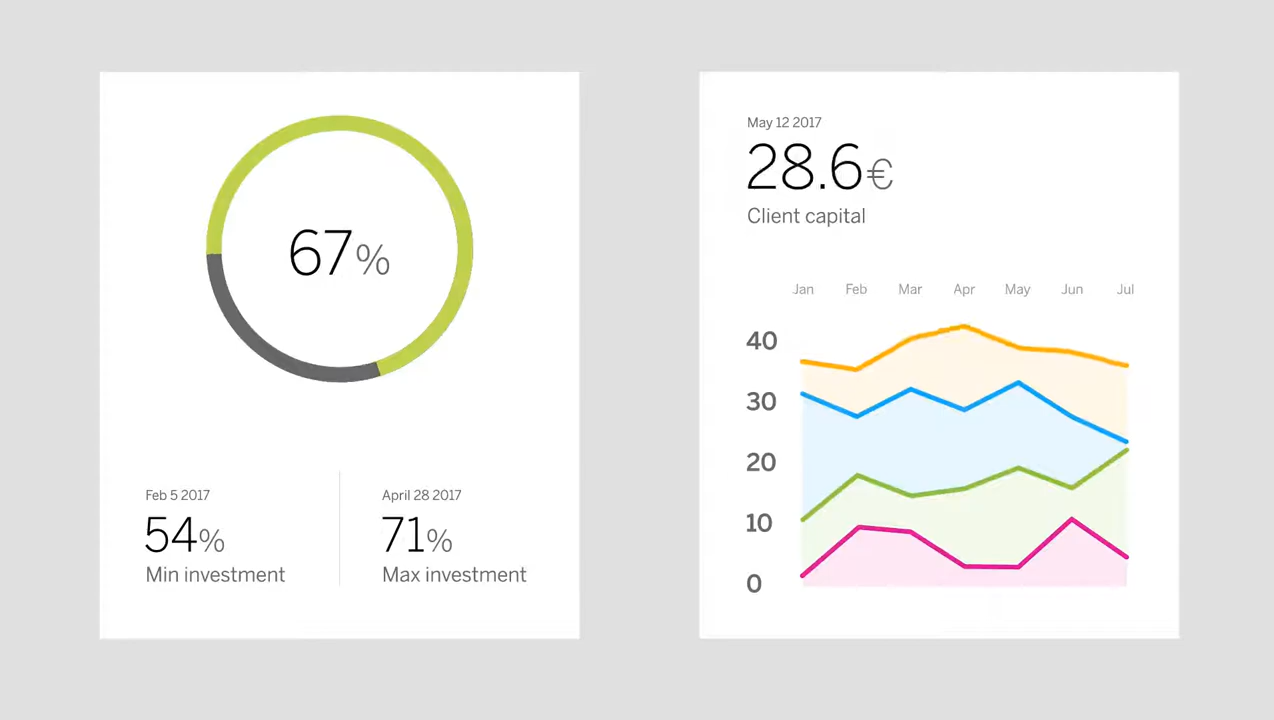 67%
Feb 5 2017
54%
Min investment
April 28 2017
71%
Max investment
May 12 2017
28.6€
Client capital
Jan Feb Mar Apr May Jun Jul
40
30
20
10
0